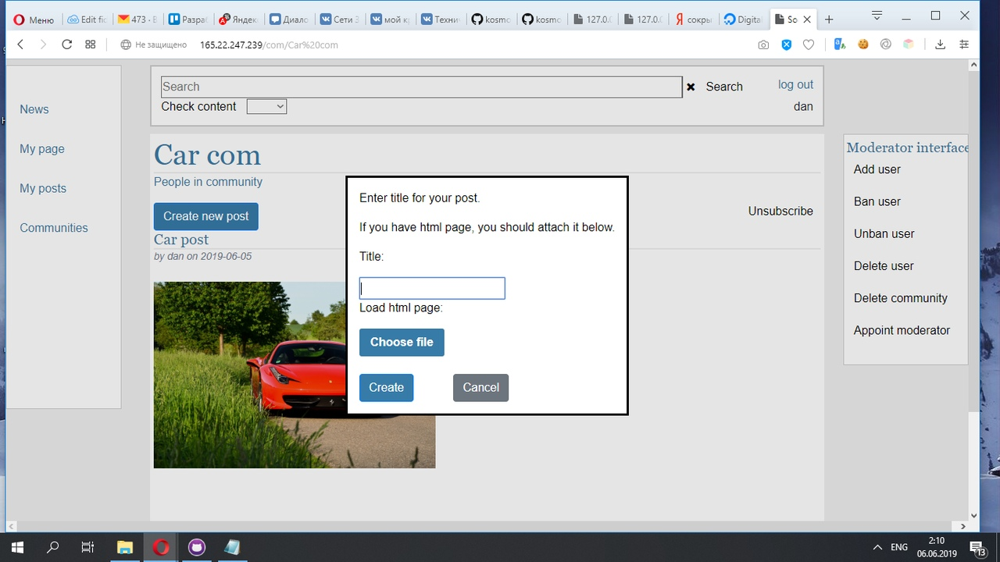 Меню
Edit fi
473 - В
Разраб
Яндекс
Диало
Сети Э
мой к
Технич
kosmo
kosmo
127.0.
127.0.
сокры
Digita
So
Не защищено 165.22.247.239/com/Car%20com
News
My page
My posts
Communities
Search
Search
log out
Check content
dan
Car com
People in community
Create new post
Unsubscribe
Car post
by dan on 2019-06-05
Enter title for your post.
If you have html page, you should attach it below.
Title:
Load html page:
Choose file
Create
Cancel
Moderator interface
Add user
Ban user
Unban user
Delete user
Delete community
Appoint moderator
ENG
2:10
06.06.2019
13